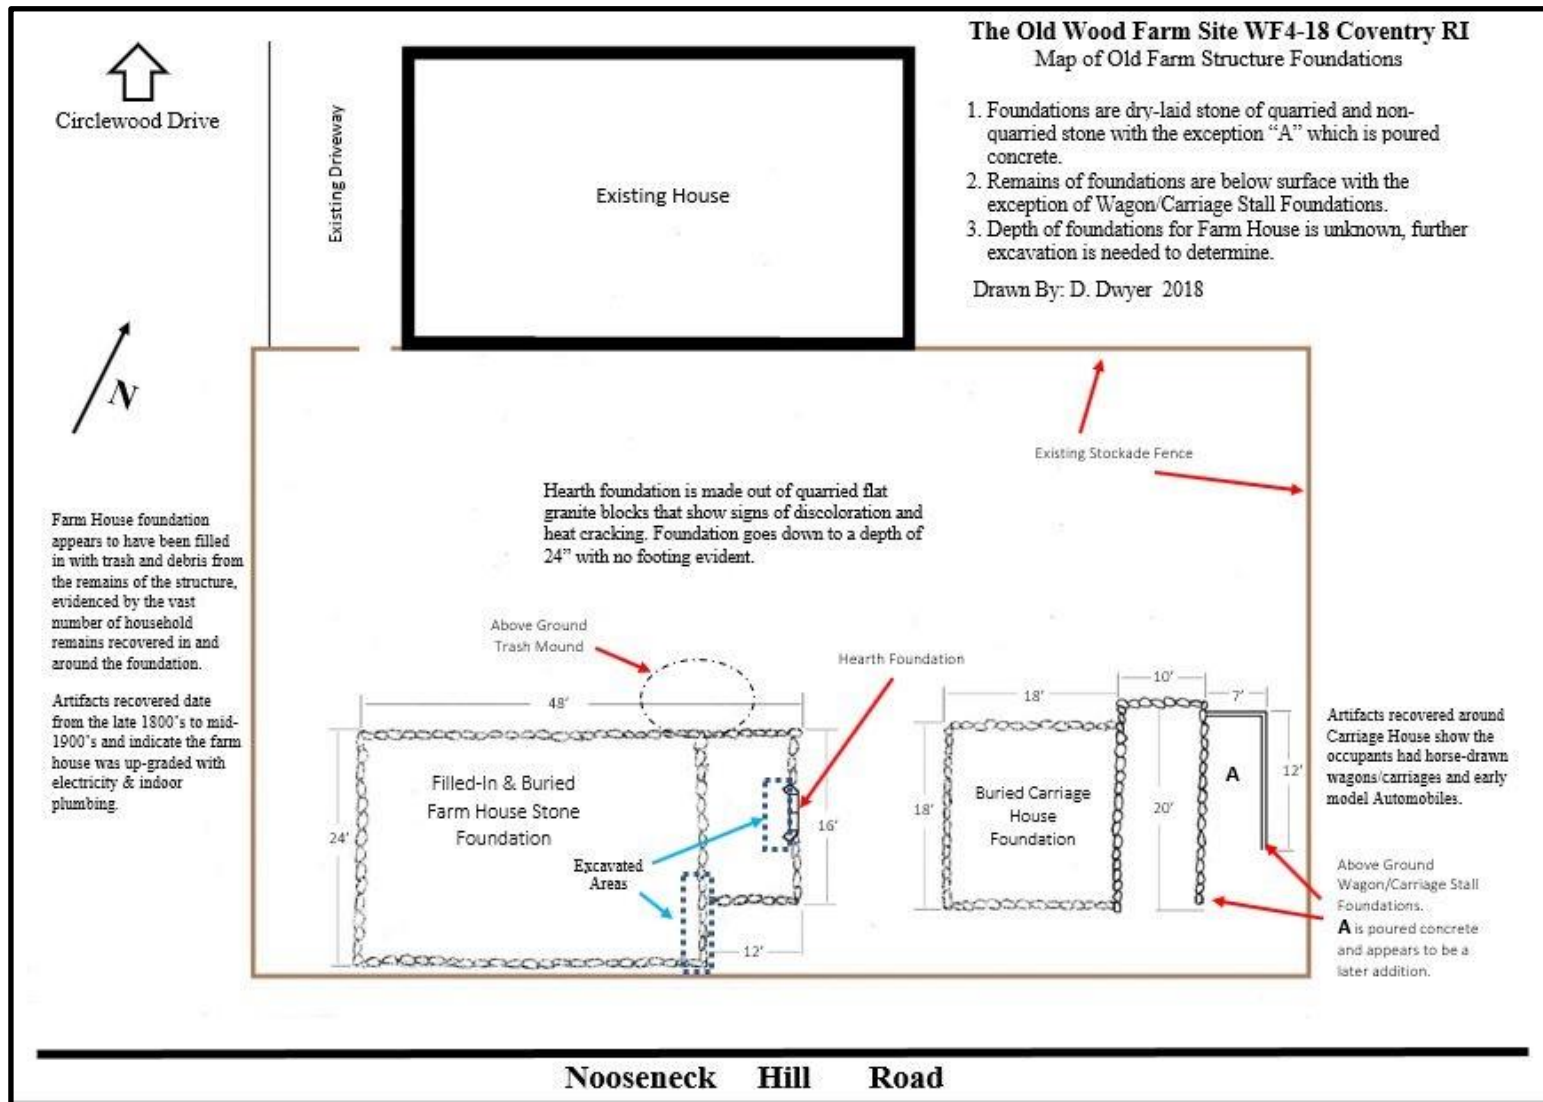 The Old Wood Farm Site WF4-18 Coventry RI
Map of Old Farm Structure Foundations
1. Foundations are dry-laid stone of quarried and non-
quarried stone with the exception “A” which is poured
concrete.
2. Remains of foundations are below surface with the
exception of Wagon/Carriage Stall Foundations.
3. Depth of foundations for Farm House is unknown, further
excavation is needed to determine.
Drawn By: D. Dwyer 2018
Circlewood Drive
Existing Driveway
Existing House
N
Existing Stockade Fence
Hearth foundation is made out of quarried flat
granite blocks that show signs of discoloration and
heat cracking. Foundation goes down to a depth of
24” with no footing evident.
Farm House foundation
appears to have been filled
in with trash and debris from
the remains of the structure,
evidenced by the vast
number of household
remains recovered in and
around the foundation.
Artifacts recovered date
from the late 1800’s to mid-
1900’s and indicate the farm
house was up-graded with
electricity & indoor
plumbing.
Above Ground
Trash Mound
Hearth Foundation
48’
24’
Filled-In & Buried
Farm House Stone
Foundation
16’
Excavated
Areas
12’
18’
10’
7’
18’
Buried Carriage
House
Foundation
20’
A
12’
Artifacts recovered around
Carriage House show the
occupants had horse-drawn
wagons/carriages and early
model Automobiles.
Above Ground
Wagon/Carriage Stall
Foundations.
A is poured concrete
and appears to be a
later addition.
Nooseneck Hill Road